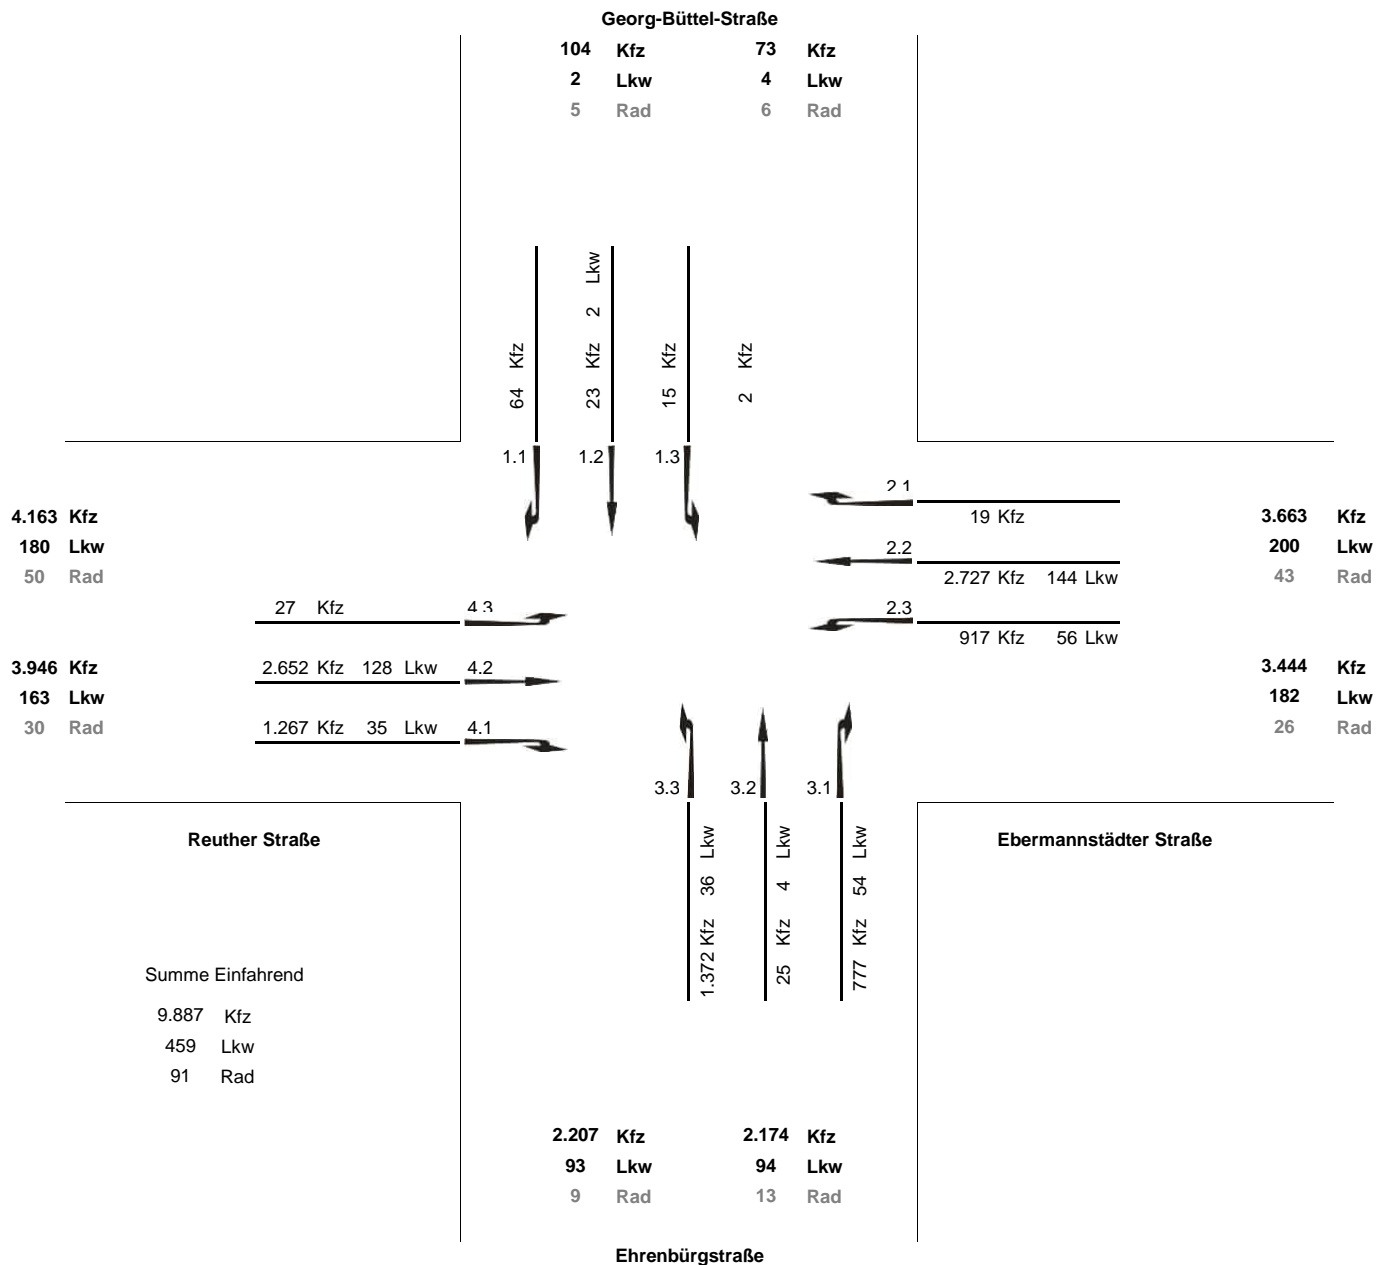 Georg-Büttel-Straße
104 Kfz 73 Kfz
2 Lkw 4 Lkw
5 Rad 6 Rad
64 Kfz
23 Kfz 2 Lkw
15 Kfz
2 Kfz
1.1 1.2 1.3
4.163 Kfz
180 Lkw
50 Rad
2.1
19 Kfz
2.2
2.727 Kfz 144 Lkw
2.3
917 Kfz 56 Lkw
3.663 Kfz
200 Lkw
43 Rad
27 Kfz 4.3
2.652 Kfz 128 Lkw 4.2
1.267 Kfz 35 Lkw 4.1
3.946 Kfz
163 Lkw
30 Rad
3.444 Kfz
182 Lkw
26 Rad
3.3 3.2 3.1
1.372 Kfz 36 Lkw
25 Kfz 4 Lkw
777 Kfz 54 Lkw
Reuther Straße
Ebermannstädter Straße
Summe Einfahrend
9.887 Kfz
459 Lkw
91 Rad
2.207 Kfz 2.174 Kfz
93 Lkw 94 Lkw
9 Rad 13 Rad
Ehrenbürgstraße